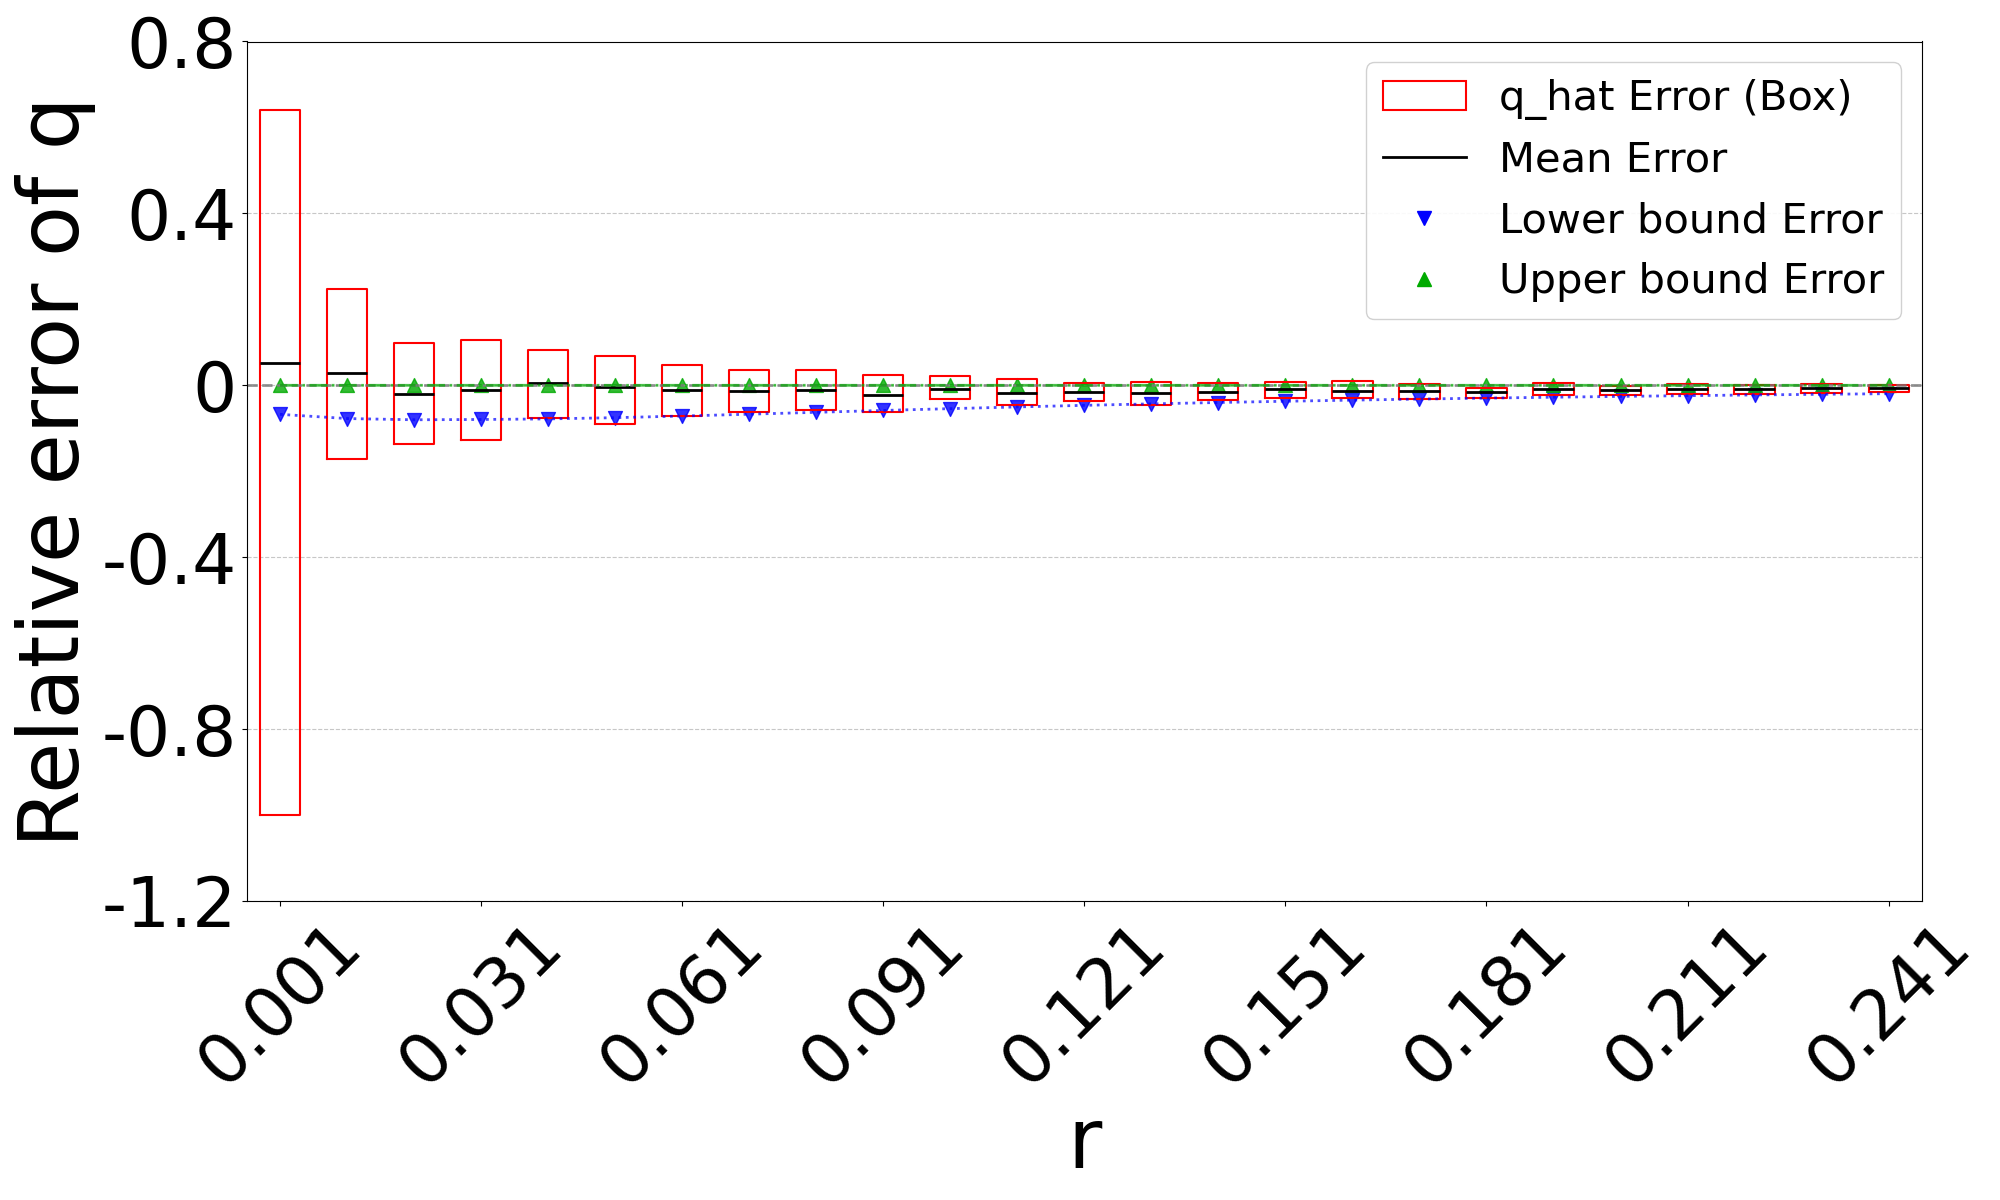 Relative error of q
0.8
0.4
0
-0.4
-0.8
-1.2
q_hat Error (Box)
Mean Error
Lower bound Error
Upper bound Error
0.001
0.031
0.061
0.091
0.121
0.151
0.181
0.211
0.241
r